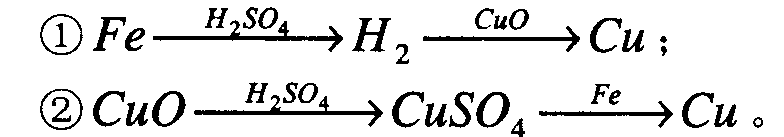 ① Fe —H₂SO₄→ H₂ —CuO→ Cu；
② CuO —H₂SO₄→ CuSO₄ —Fe→ Cu。